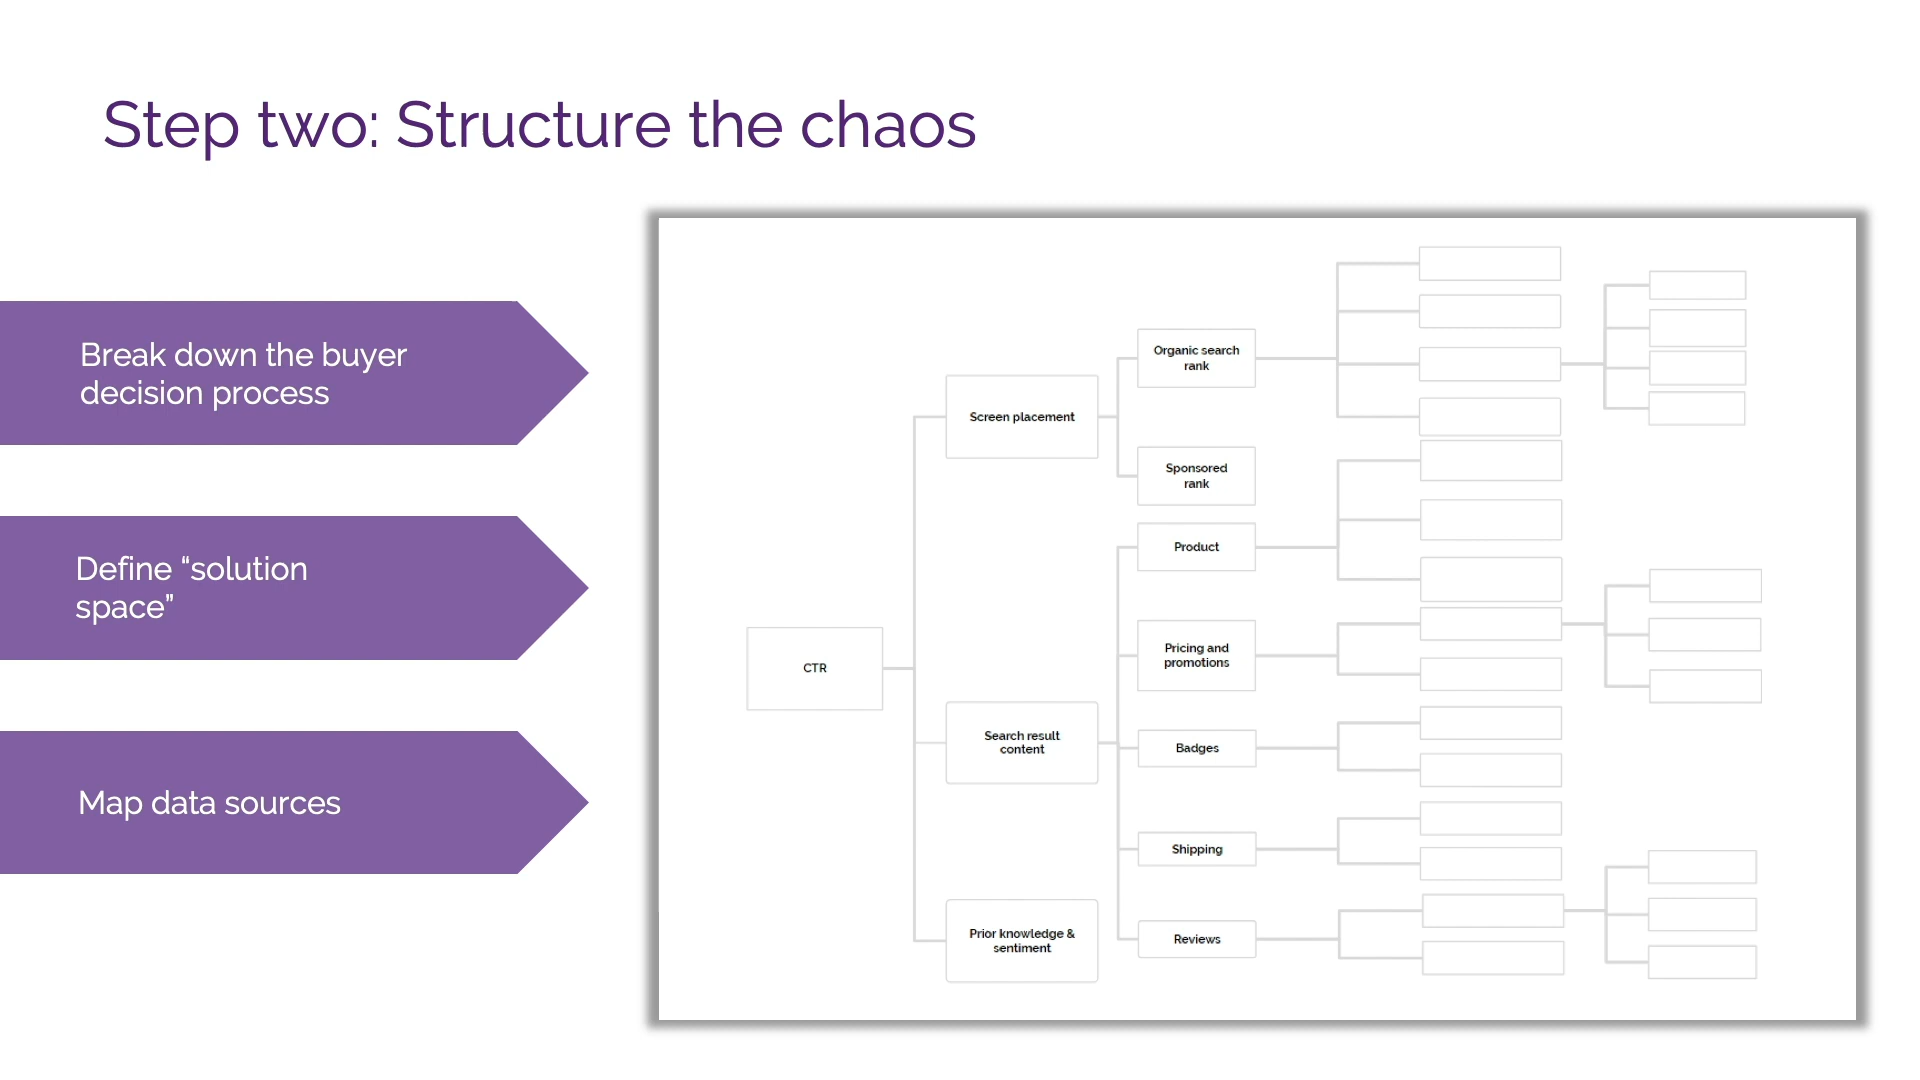 Step two: Structure the chaos
Break down the buyer
decision process
Define “solution
space”
Map data sources
CTR
Screen placement
Search result
content
Prior knowledge &
sentiment
Organic search
rank
Sponsored
rank
Product
Pricing and
promotions
Badges
Shipping
Reviews